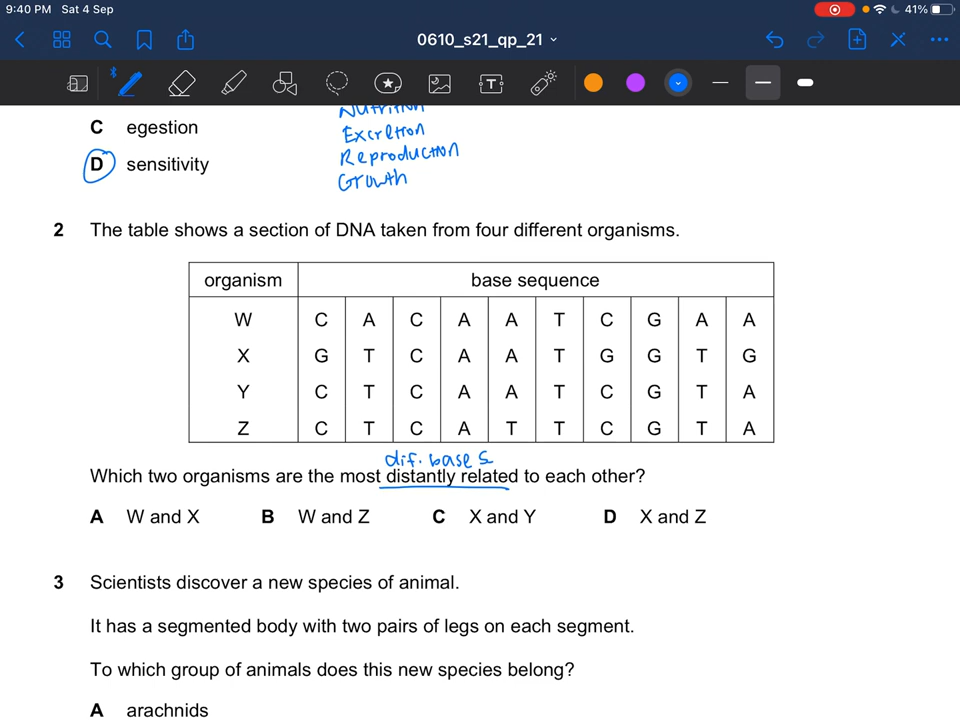 9:40 PM Sat 4 Sep
41%
0610_s21_qp_21
Nutrition
C egestion
Excretion
Reproduction
D sensitivity
Growth
2 The table shows a section of DNA taken from four different organisms.
organism base sequence
W C A C A A T C G A A
X G T C A A T G G T G
Y C T C A A T C G T A
Z C T C A T T C G T A
dif. base s
Which two organisms are the most distantly related to each other?
A W and X B W and Z C X and Y D X and Z
3 Scientists discover a new species of animal.
It has a segmented body with two pairs of legs on each segment.
To which group of animals does this new species belong?
A arachnids